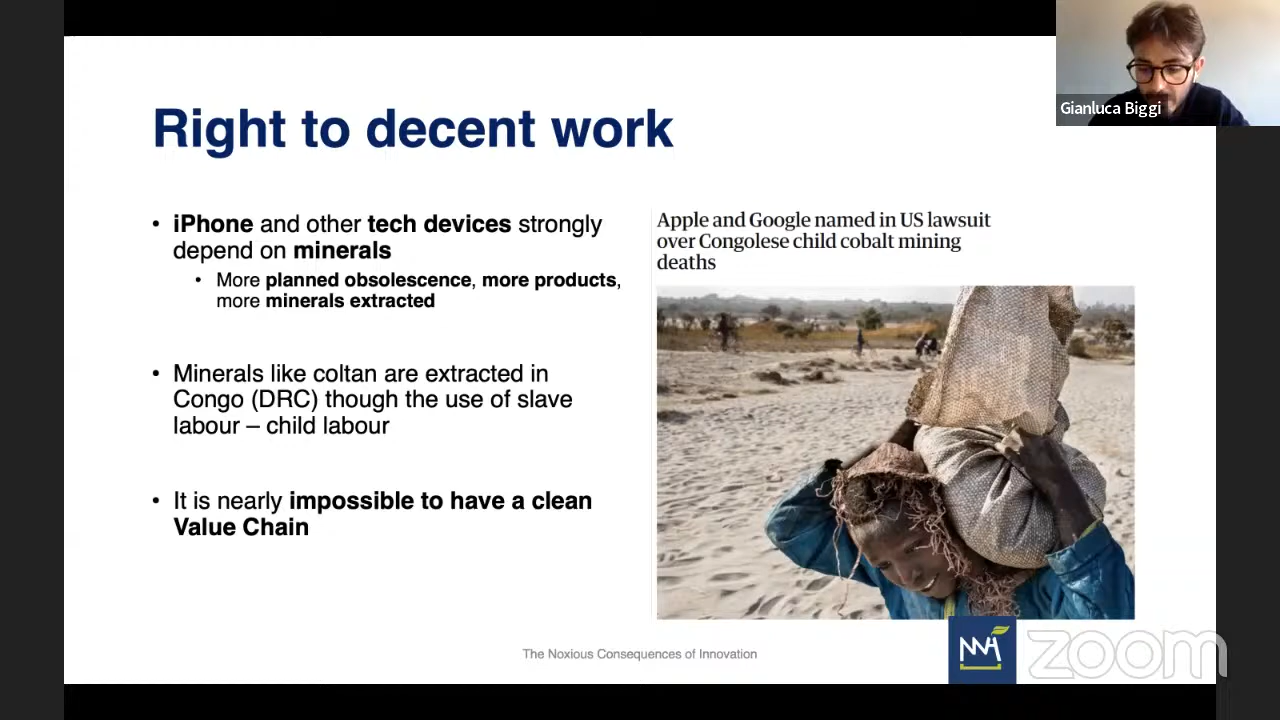 Gianluca Biggi
Right to decent work
• iPhone and other tech devices strongly
depend on minerals
• More planned obsolescence, more products,
more minerals extracted
• Minerals like coltan are extracted in
Congo (DRC) though the use of slave
labour – child labour
• It is nearly impossible to have a clean
Value Chain
Apple and Google named in US lawsuit
over Congolese child cobalt mining
deaths
The Noxious Consequences of Innovation
zoom